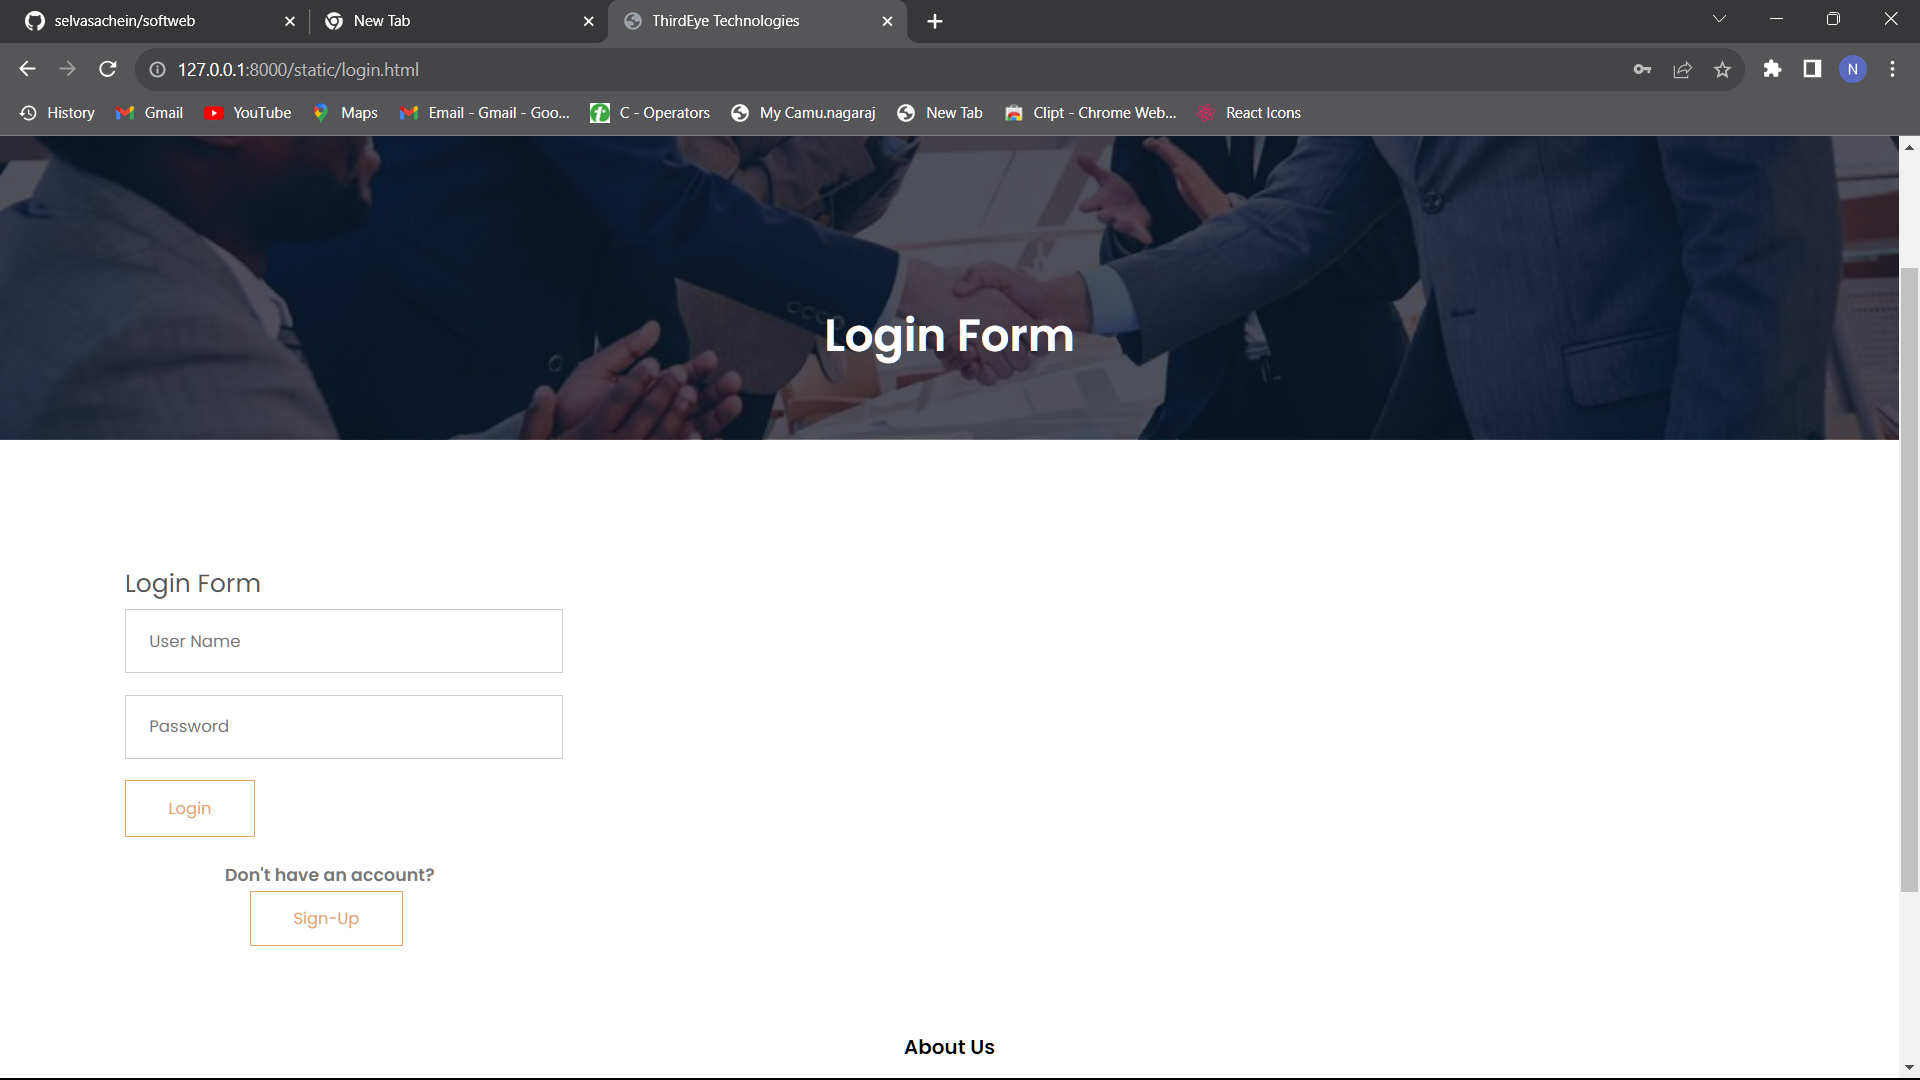 selvasachein/softweb
New Tab
ThirdEye Technologies
127.0.0.1:8000/static/login.html
N
History
Gmail
YouTube
Maps
Email - Gmail - Goo...
C - Operators
My Camu.nagaraj
New Tab
Clipt - Chrome Web...
React Icons
Login Form
Login Form
User Name
Password
Login
Don't have an account?
Sign-Up
About Us